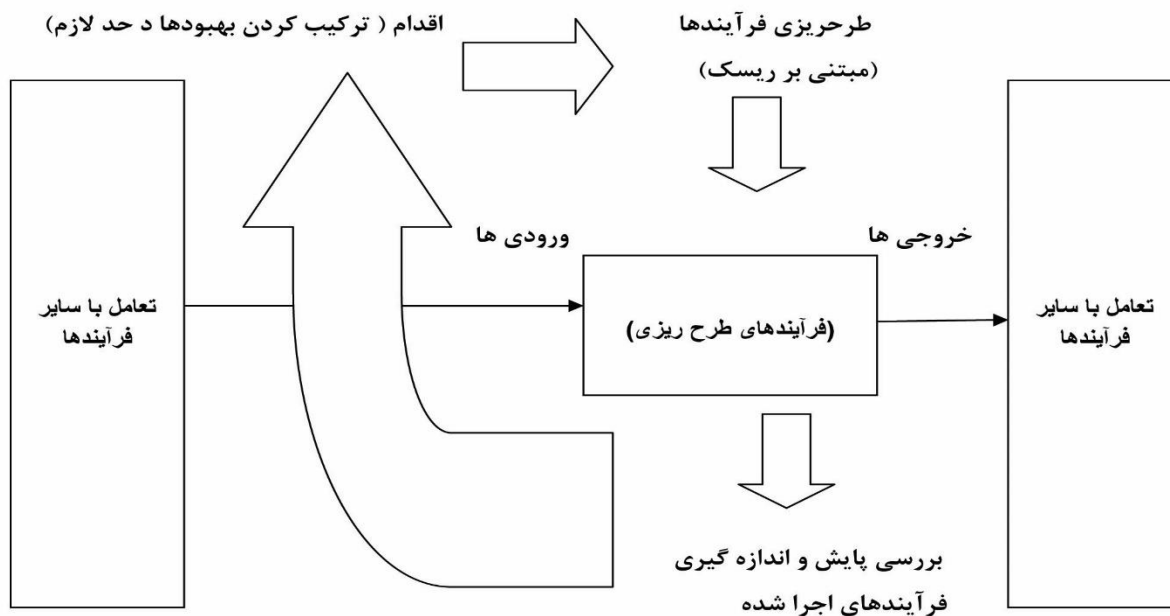 اقدام ( ترکیب کردن بهبودها د حد لازم)
طرحریزی فرآیندها
(مبتنی بر ریسک)
ورودی ها
خروجی ها
تعامل با سایر
فرآیندها
(فرآیندهای طرح ریزی)
تعامل با سایر
فرآیندها
بررسی پایش و اندازه گیری
فرآیندهای اجرا شده